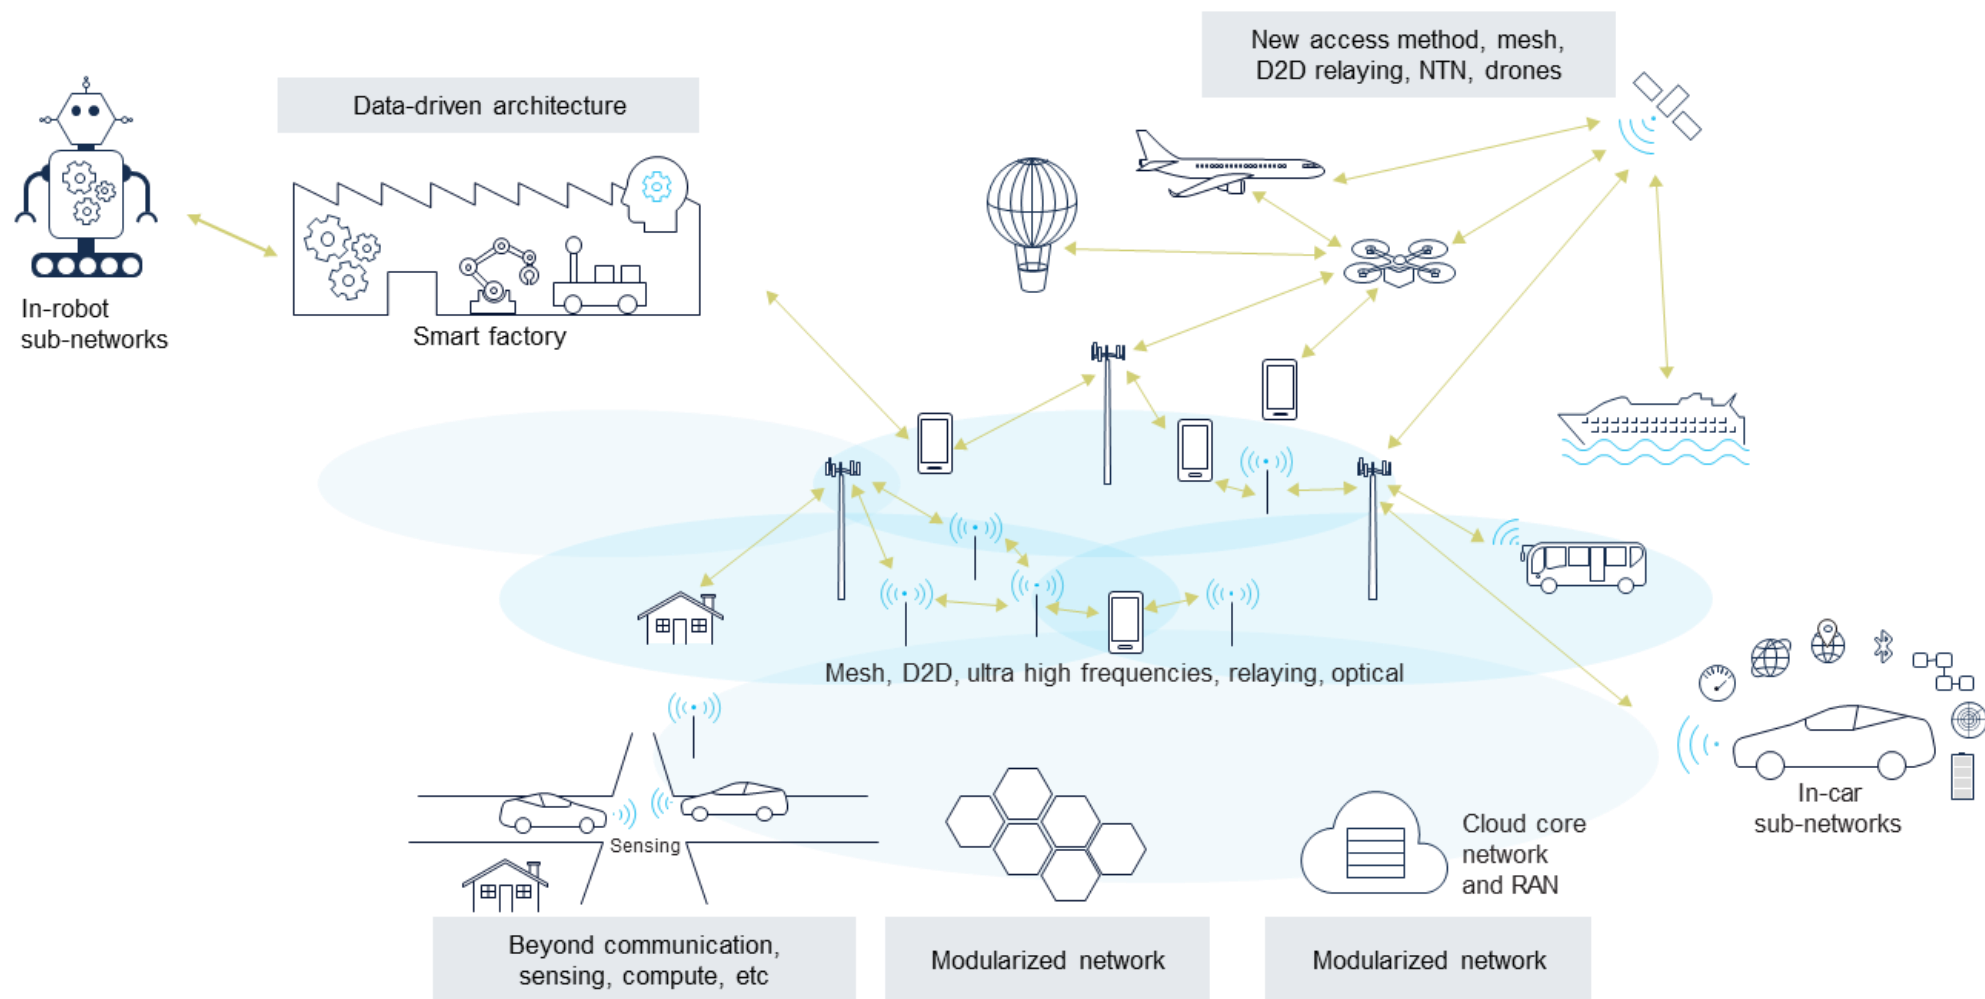 New access method, mesh,
D2D relaying, NTN, drones
Data-driven architecture
In-robot
sub-networks
Smart factory
Mesh, D2D, ultra high frequencies, relaying, optical
In-car
sub-networks
Sensing
Cloud core
network
and RAN
Beyond communication,
sensing, compute, etc
Modularized network
Modularized network